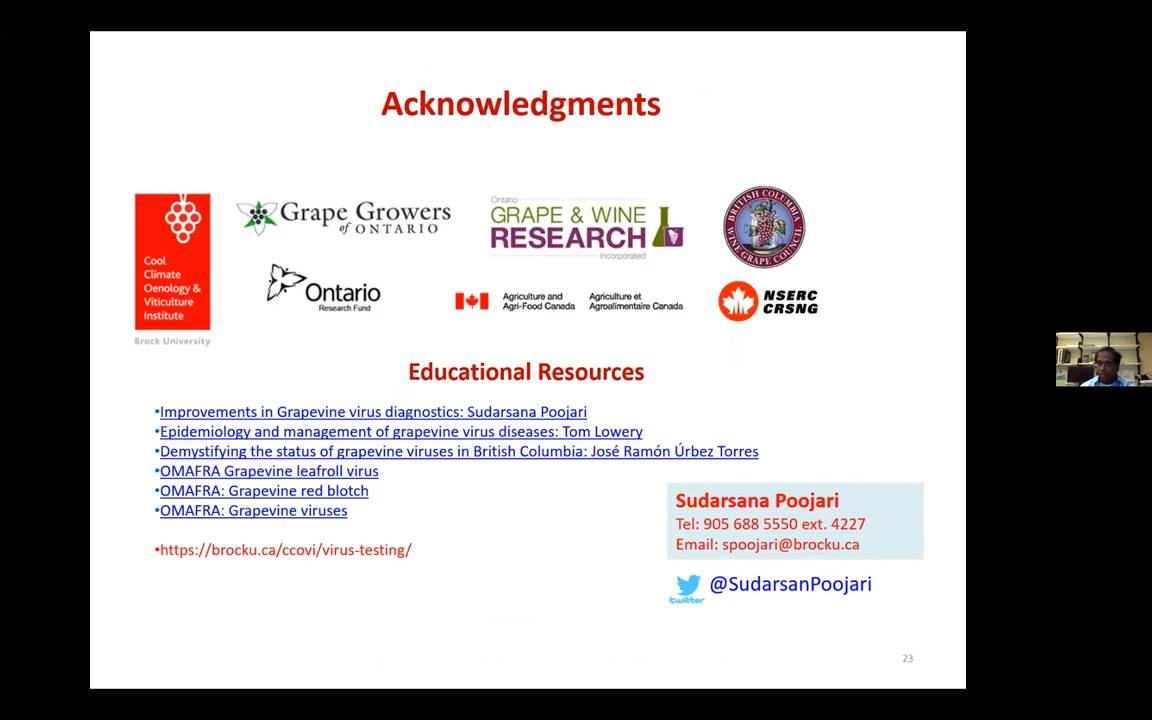 Acknowledgments
Cool
Climate
Oenology &
Viticulture
Institute
Brock University
Grape Growers
of ONTARIO
Ontario
GRAPE & WINE
RESEARCH
incorporated
BRITISH COLUMBIA
WINE GRAPE COUNCIL
Ontario
Research Fund
Agriculture and
Agri-Food Canada
Agriculture et
Agroalimentaire Canada
NSERC
CRSNG
Educational Resources
•Improvements in Grapevine virus diagnostics: Sudarsana Poojari
•Epidemiology and management of grapevine virus diseases: Tom Lowery
•Demystifying the status of grapevine viruses in British Columbia: José Ramón Úrbez Torres
•OMAFRA Grapevine leafroll virus
•OMAFRA: Grapevine red blotch
•OMAFRA: Grapevine viruses
•https://brocku.ca/ccovi/virus-testing/
Sudarsana Poojari
Tel: 905 688 5550 ext. 4227
Email: spoojari@brocku.ca
twitter
@SudarsanPoojari
23